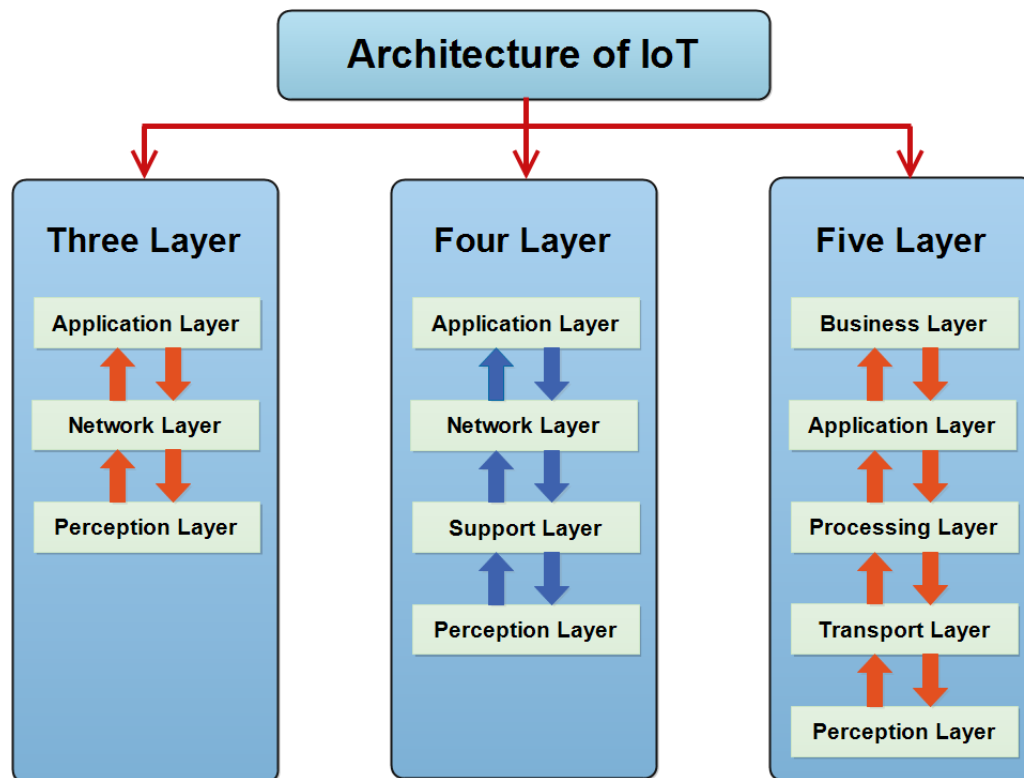 Architecture of IoT
Three Layer
Application Layer
Network Layer
Perception Layer
Four Layer
Application Layer
Network Layer
Support Layer
Perception Layer
Five Layer
Business Layer
Application Layer
Processing Layer
Transport Layer
Perception Layer